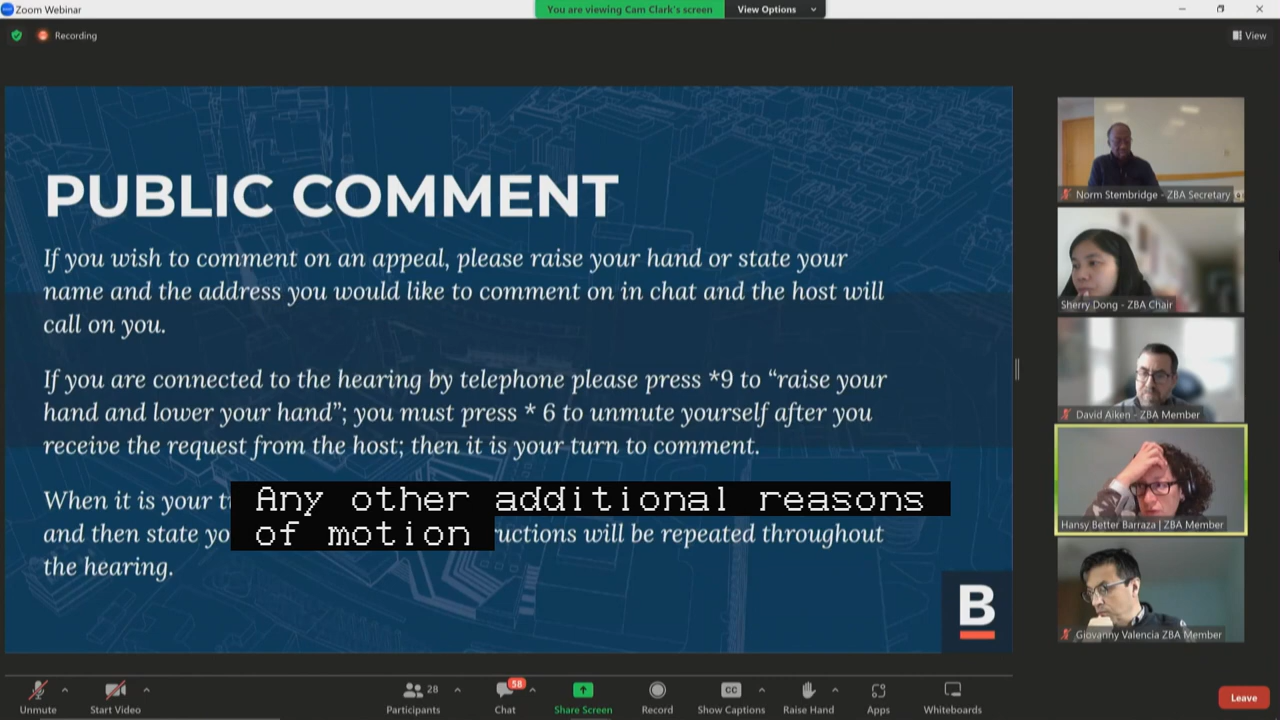 Zoom Webinar
You are viewing Cam Clark's screen
View Options
Recording
View
PUBLIC COMMENT
If you wish to comment on an appeal, please raise your hand or state your
name and the address you would like to comment on in chat and the host will
call on you.
If you are connected to the hearing by telephone please press *9 to “raise your
hand and lower your hand”; you must press * 6 to unmute yourself after you
receive the request from the host; then it is your turn to comment.
When it is your
and then state ructions will be repeated throughout
the hearing.
Any other additional reasons
of motion
B
Norm Stembridge - ZBA Secretary
Sherry Dong - ZBA Chair
David Aiken - ZBA Member
Hansy Better Barraza | ZBA Member
Giovanny Valencia ZBA Member
Unmute
Start Video
28
Participants
58
Chat
Share Screen
Record
CC
Show Captions
Raise Hand
Apps
Whiteboards
Leave